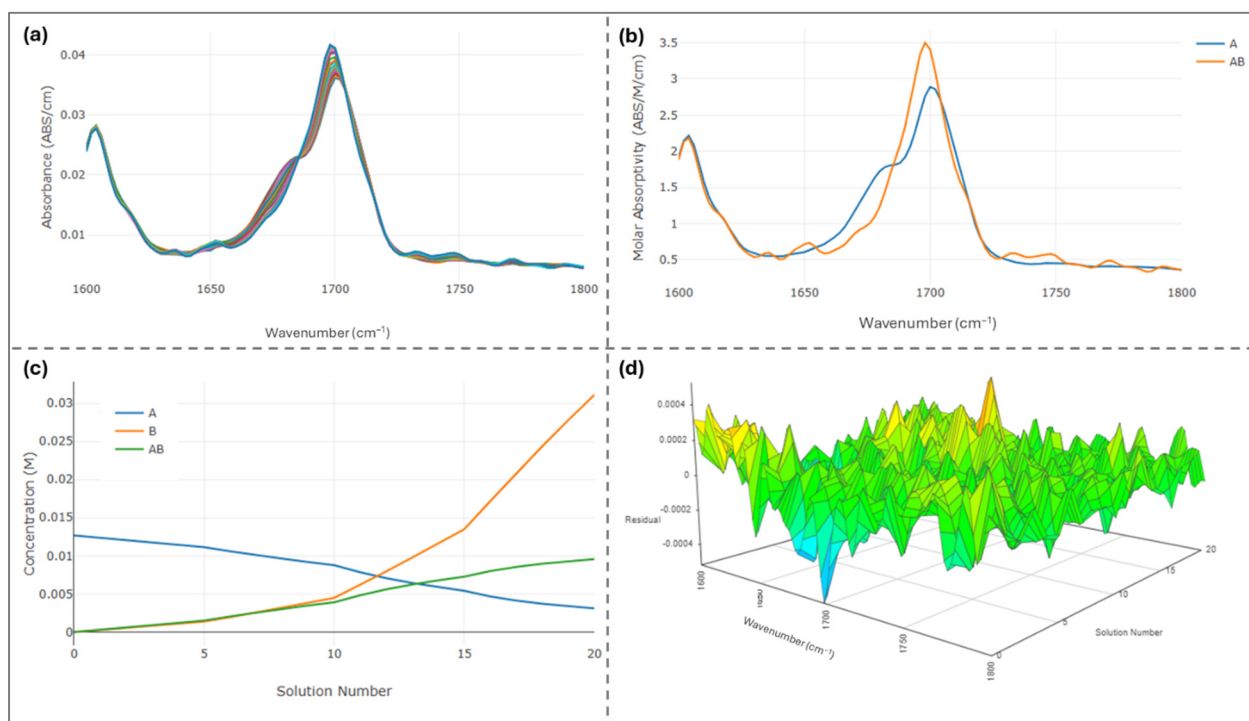 (a)
0.04
0.03
0.02
0.01
Absorbance (ABS/cm)
1600
1650
1700
1750
1800
Wavenumber (cm⁻¹)
(b)
3.5
3
2.5
2
1.5
1
0.5
Molar Absorptivity (ABS/M/cm)
A
AB
1600
1650
1700
1750
1800
Wavenumber (cm⁻¹)
(c)
0.03
0.025
0.02
0.015
0.01
0.005
0
Concentration (M)
A
B
AB
0
5
10
15
20
Solution Number
(d)
0.0004
0.0002
0
-0.0002
-0.0004
Residual
1600
1650
1700
1750
1800
Wavenumber (cm⁻¹)
0
5
10
15
20
Solution Number